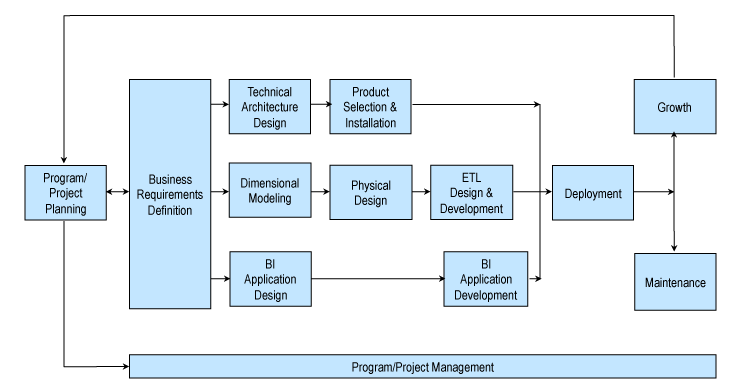 Technical
Architecture
Design
Product
Selection &
Installation
Growth
Program/
Project
Planning
Business
Requirements
Definition
Dimensional
Modeling
Physical
Design
ETL
Design &
Development
Deployment
BI
Application
Design
BI
Application
Development
Maintenance
Program/Project Management